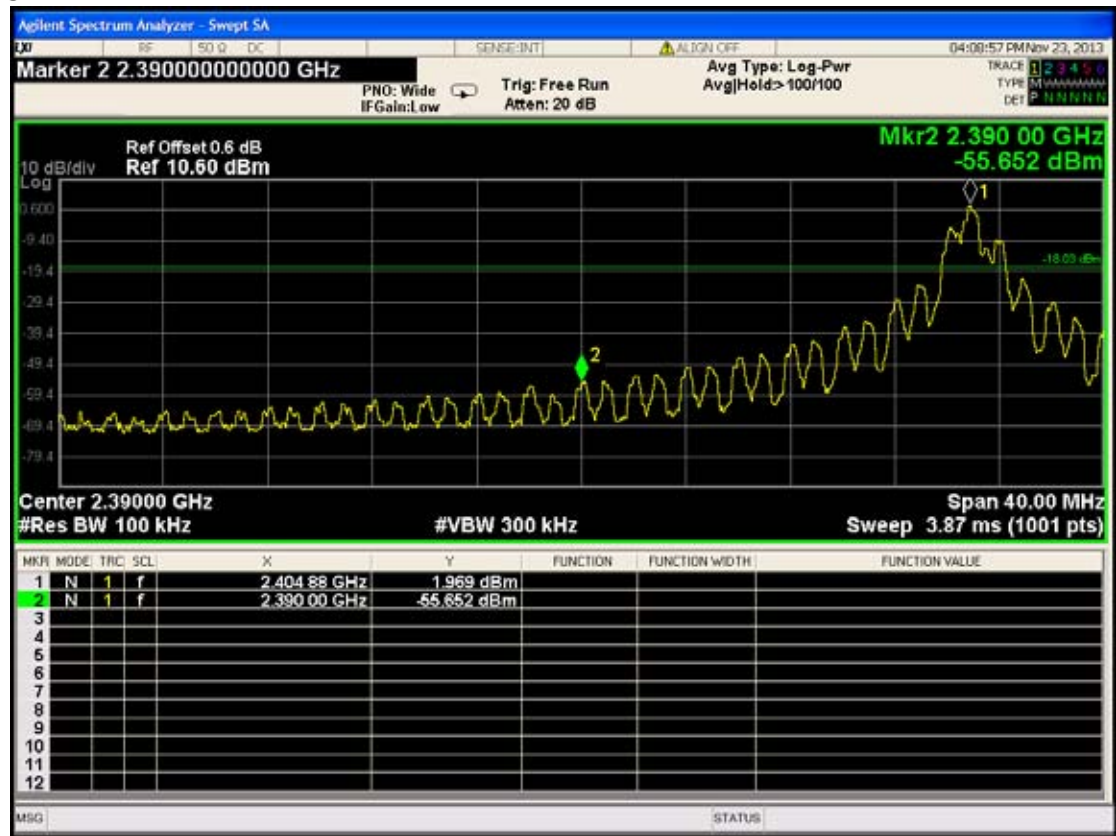 Agilent Spectrum Analyzer - Swept SA
LXI RF 50 Ω DC SENSE:INT ALIGN OFF 04:08:57 PM Nov 23, 2013
Marker 2 2.390000000000 GHz
PNO: Wide
IFGain:Low
Trig: Free Run
Atten: 20 dB
Avg Type: Log-Pwr
Avg|Hold:>100/100
TRACE 1 2 3 4 5 6
TYPE M
DET P N N N N N
Mkr2 2.390 00 GHz
-55.652 dBm
Ref Offset 0.6 dB
10 dB/div Ref 10.60 dBm
Log
1
0.600
-9.40
-18.03 dBm
-19.4
-29.4
-39.4
2
-49.4
-59.4
-69.4
-79.4
Center 2.39000 GHz Span 40.00 MHz
#Res BW 100 kHz #VBW 300 kHz Sweep 3.87 ms (1001 pts)
MKR MODE TRC SCL X Y FUNCTION FUNCTION WIDTH FUNCTION VALUE
1 N 1 f 2.404 88 GHz 1.969 dBm
2 N 1 f 2.390 00 GHz -55.652 dBm
3
4
5
6
7
8
9
10
11
12
MSG STATUS